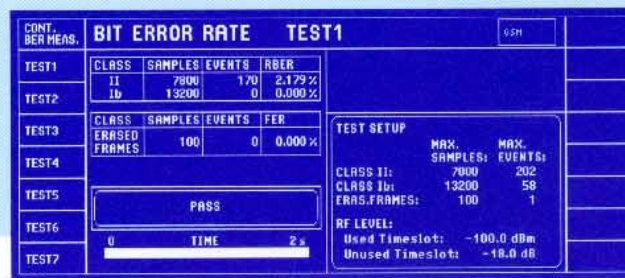 CONT.
BER MEAS.
BIT ERROR RATE TEST1
GSM
TEST1
TEST2
TEST3
TEST4
TEST5
TEST6
TEST7
CLASS SAMPLES EVENTS RBER
II 7800 170 2.179 %
Ib 13200 0 0.000 %
CLASS SAMPLES EVENTS FER
ERASED FRAMES 100 0 0.000 %
PASS
0 TIME 2 s
TEST SETUP
MAX. SAMPLES: MAX. EVENTS:
CLASS II: 7800 202
CLASS Ib: 13200 58
ERAS.FRAMES: 100 1
RF LEVEL:
Used Timeslot: -100.0 dBm
Unused Timeslot: -18.0 dB